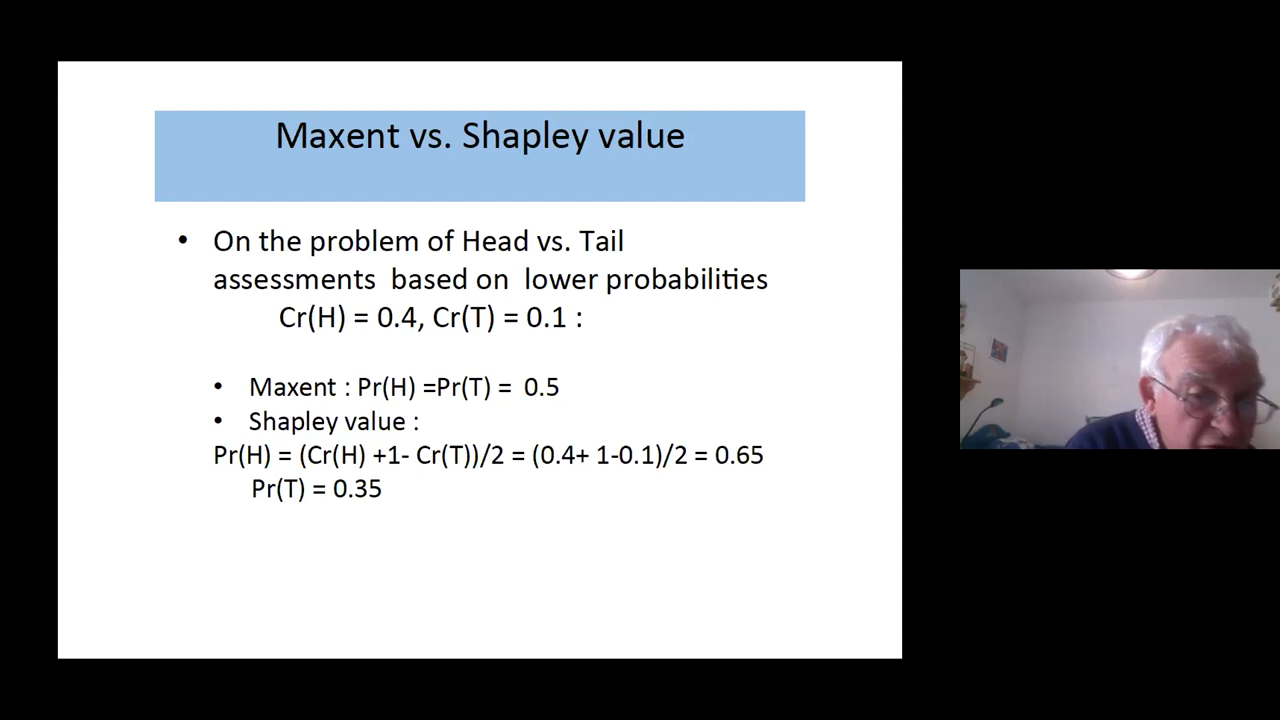 Maxent vs. Shapley value
• On the problem of Head vs. Tail
assessments based on lower probabilities
Cr(H) = 0.4, Cr(T) = 0.1 :
• Maxent : Pr(H) =Pr(T) = 0.5
• Shapley value :
Pr(H) = (Cr(H) +1- Cr(T))/2 = (0.4+ 1-0.1)/2 = 0.65
Pr(T) = 0.35